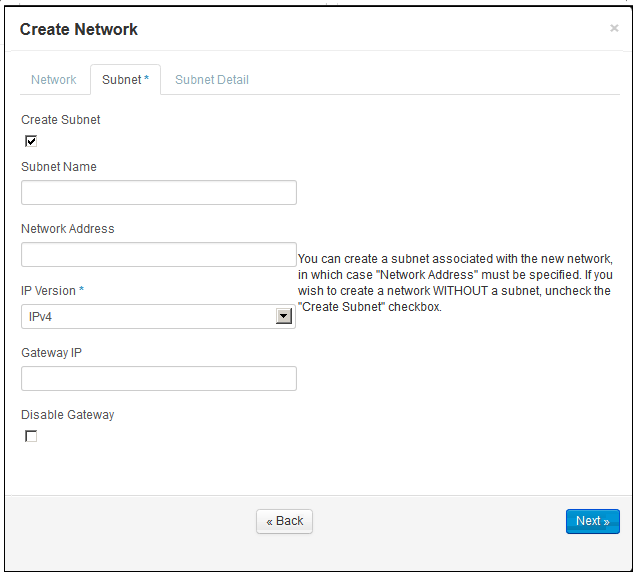 Create Network ×
Network Subnet * Subnet Detail
Create Subnet
Subnet Name
Network Address
You can create a subnet associated with the new network,
in which case "Network Address" must be specified. If you
wish to create a network WITHOUT a subnet, uncheck the
"Create Subnet" checkbox.
IP Version *
IPv4
Gateway IP
Disable Gateway
« Back Next »